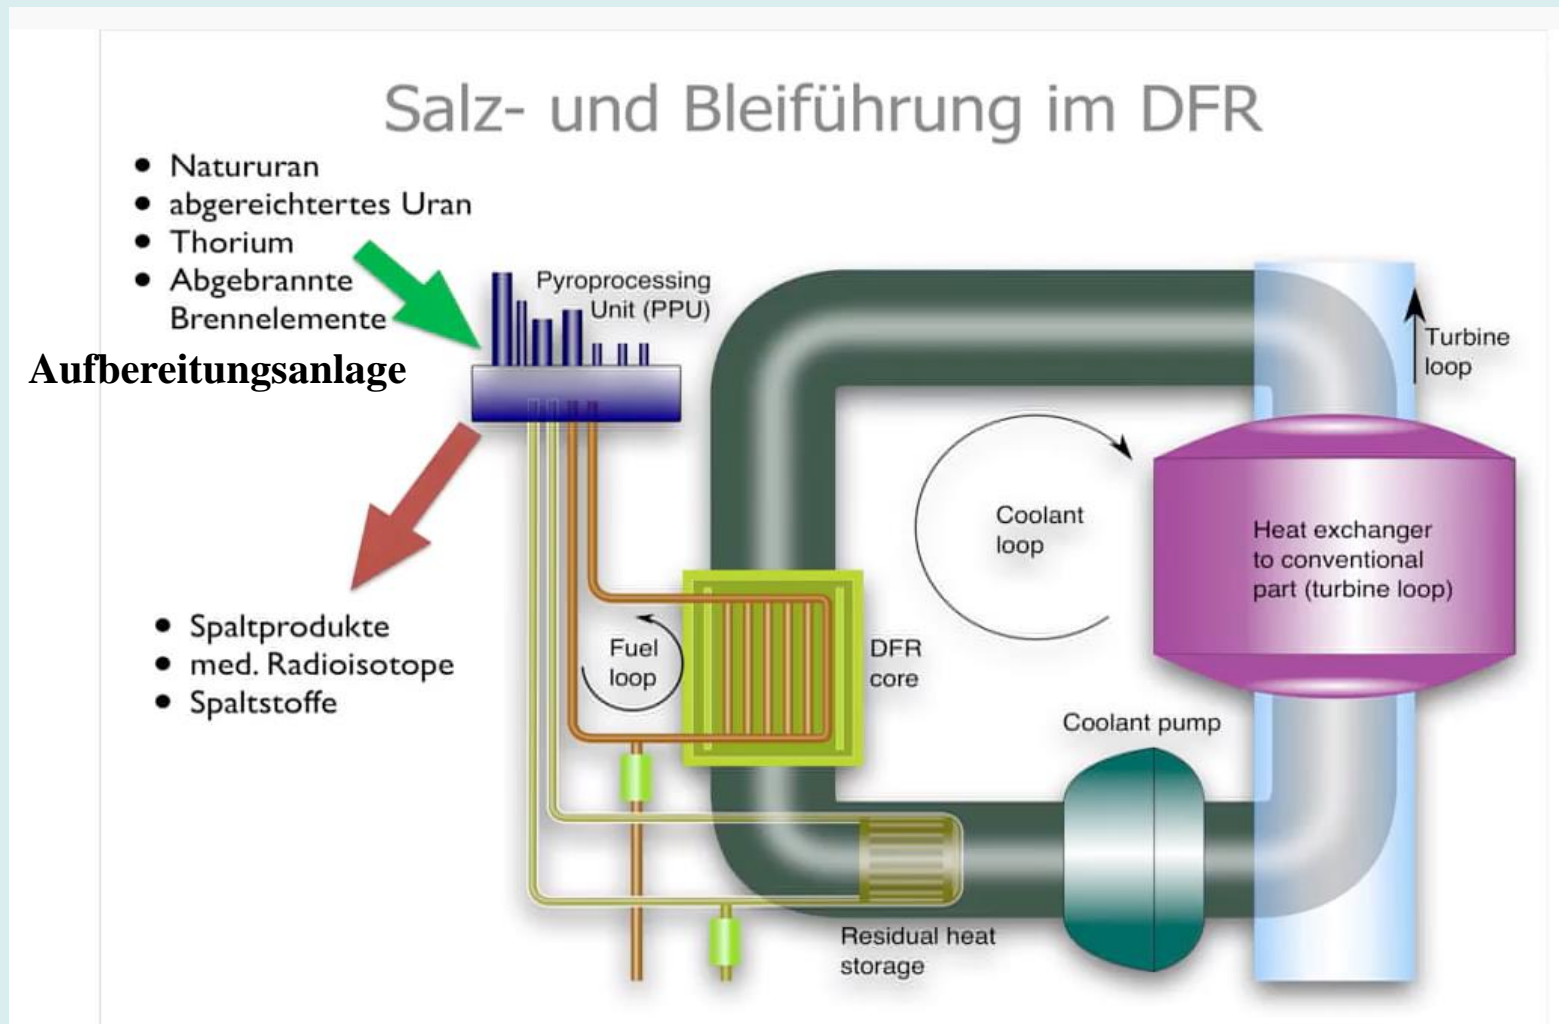 Salz- und Bleiführung im DFR
• Natururan
• abgereichertes Uran
• Thorium
• Abgebrannte
Brennelemente
Aufbereitungsanlage
Pyroprocessing
Unit (PPU)
Turbine
loop
Coolant
loop
Heat exchanger
to conventional
part (turbine loop)
• Spaltprodukte
• med. Radioisotope
• Spaltstoffe
Fuel
loop
DFR
core
Coolant pump
Residual heat
storage